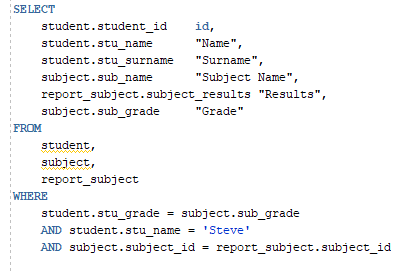 SELECT
student.student_id id,
student.stu_name "Name",
student.stu_surname "Surname",
subject.sub_name "Subject Name",
report_subject.subject_results "Results",
subject.sub_grade "Grade"
FROM
student,
subject,
report_subject
WHERE
student.stu_grade = subject.sub_grade
AND student.stu_name = 'Steve'
AND subject.subject_id = report_subject.subject_id